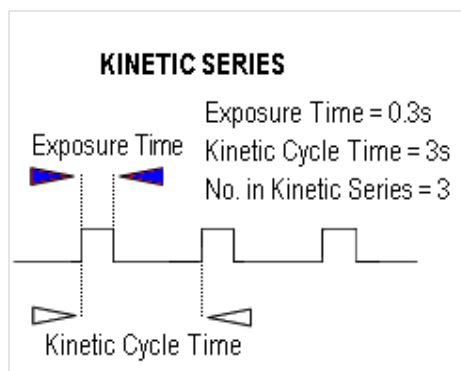 KINETIC SERIES
Exposure Time = 0.3s
Exposure Time
Kinetic Cycle Time = 3s
No. in Kinetic Series = 3
Kinetic Cycle Time